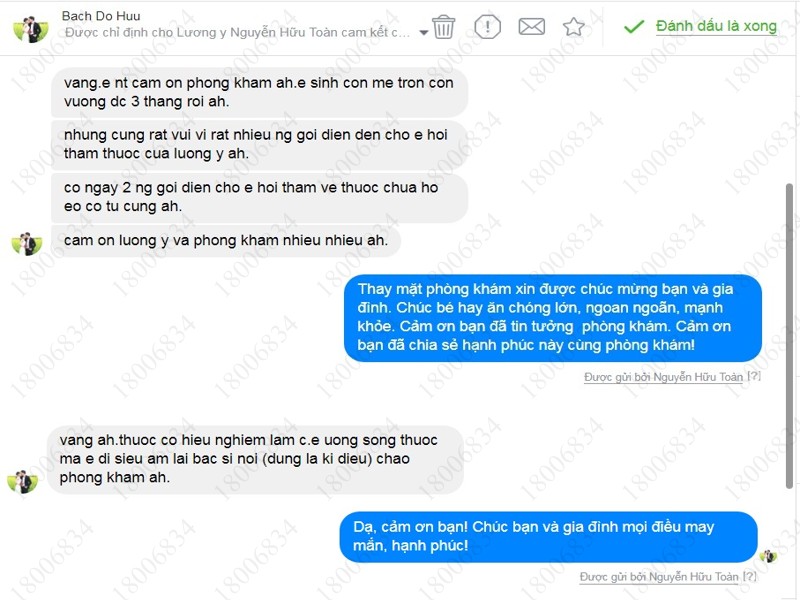 Bach Do Huu
Được chỉ định cho Lương y Nguyễn Hữu Toàn cam kết c...
Đánh dấu là xong
vang.e nt cam on phong kham ah.e sinh con me tron con
vuong dc 3 thang roi ah.
nhung cung rat vui vi rat nhieu ng goi dien den cho e hoi
tham thuoc cua luong y ah.
co ngay 2 ng goi dien cho e hoi tham ve thuoc chua ho
eo co tu cung ah.
cam on luong y va phong kham nhieu nhieu ah.
Thay mặt phòng khám xin được chúc mừng bạn và gia
đình. Chúc bé hay ăn chóng lớn, ngoan ngoãn, mạnh
khỏe. Cảm ơn bạn đã tin tưởng phòng khám. Cảm ơn
bạn đã chia sẻ hạnh phúc này cùng phòng khám!
Được gửi bởi Nguyễn Hữu Toàn [?]
vang ah.thuoc co hieu nghiem lam c.e uong song thuoc
ma e di sieu am lai bac si noi (dung la ki dieu) chao
phong kham ah.
Dạ, cảm ơn bạn! Chúc bạn và gia đình mọi điều may
mắn, hạnh phúc!
Được gửi bởi Nguyễn Hữu Toàn [?]
18006834